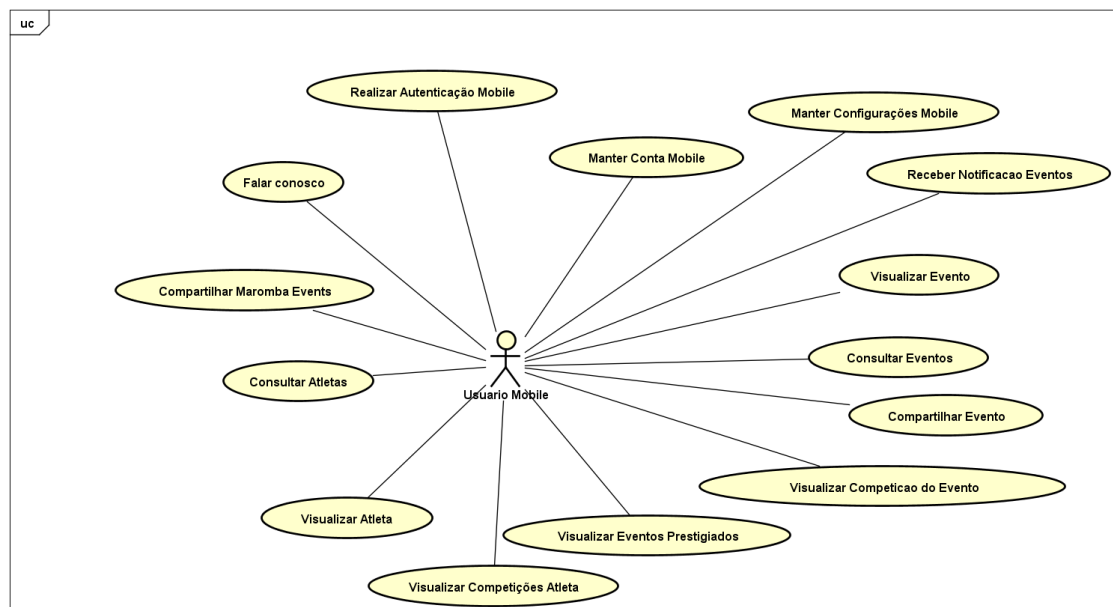 uc
Realizar Autenticação Mobile
Manter Configurações Mobile
Manter Conta Mobile
Falar conosco
Receber Notificacao Eventos
Visualizar Evento
Compartilhar Maromba Events
Consultar Eventos
Consultar Atletas
Usuario Mobile
Compartilhar Evento
Visualizar Competicao do Evento
Visualizar Atleta
Visualizar Eventos Prestigiados
Visualizar Competições Atleta